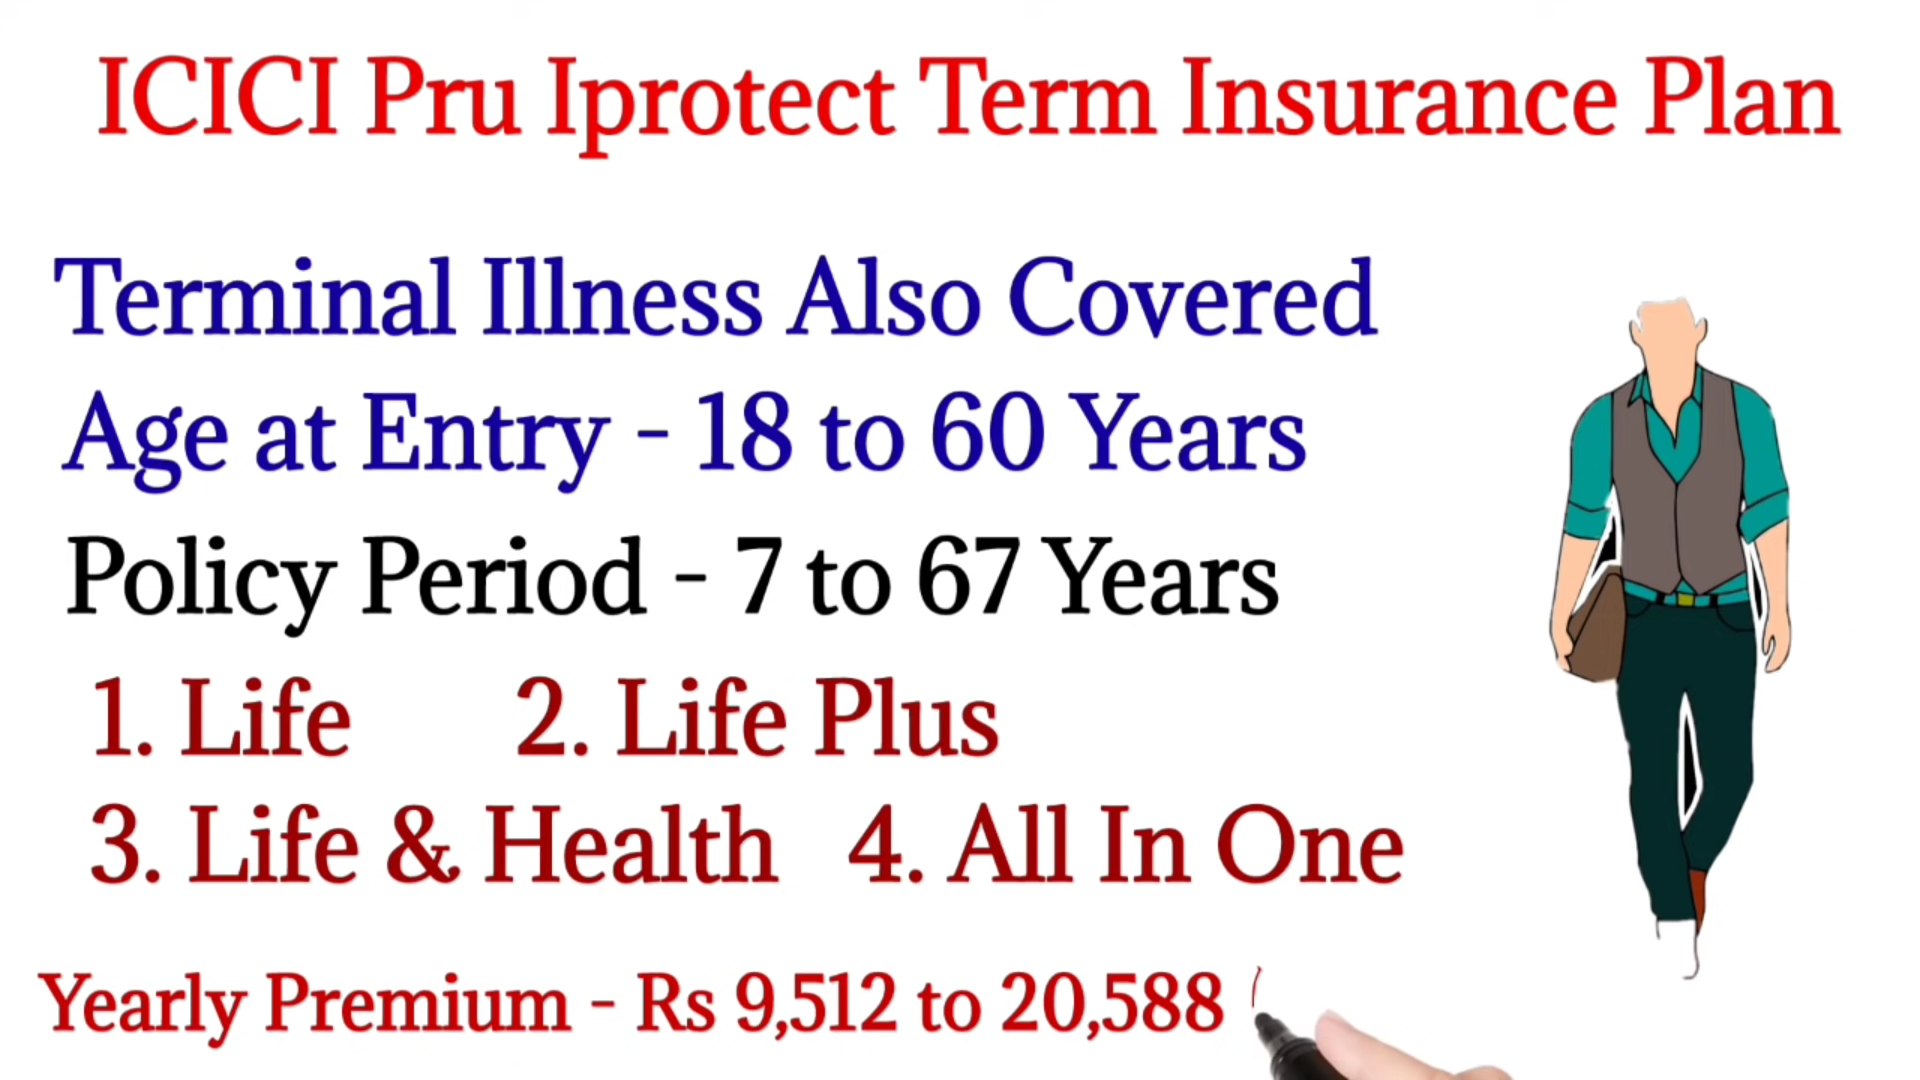 ICICI Pru Iprotect Term Insurance Plan
Terminal Illness Also Covered
Age at Entry - 18 to 60 Years
Policy Period - 7 to 67 Years
1. Life 2. Life Plus
3. Life & Health 4. All In One
Yearly Premium - Rs 9,512 to 20,588 (